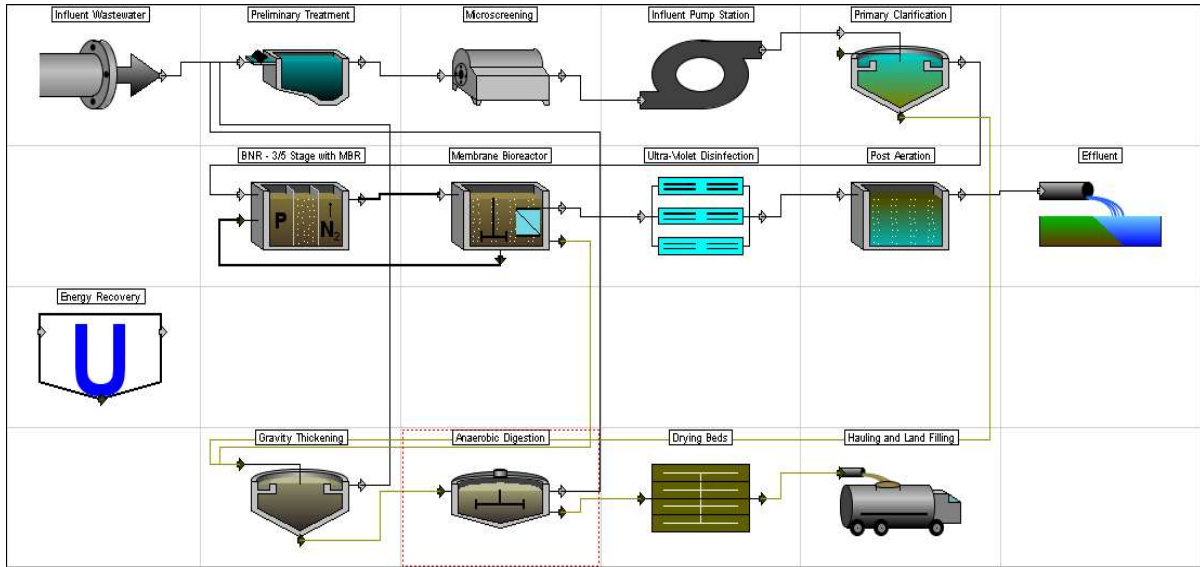 Influent Wastewater
Preliminary Treatment
Microscreening
Influent Pump Station
Primary Clarification
BNR - 3/5 Stage with MBR
Membrane Bioreactor
Ultra-Violet Disinfection
Post Aeration
Effluent
P
N2
Energy Recovery
U
Gravity Thickening
Anaerobic Digestion
Drying Beds
Hauling and Land Filling